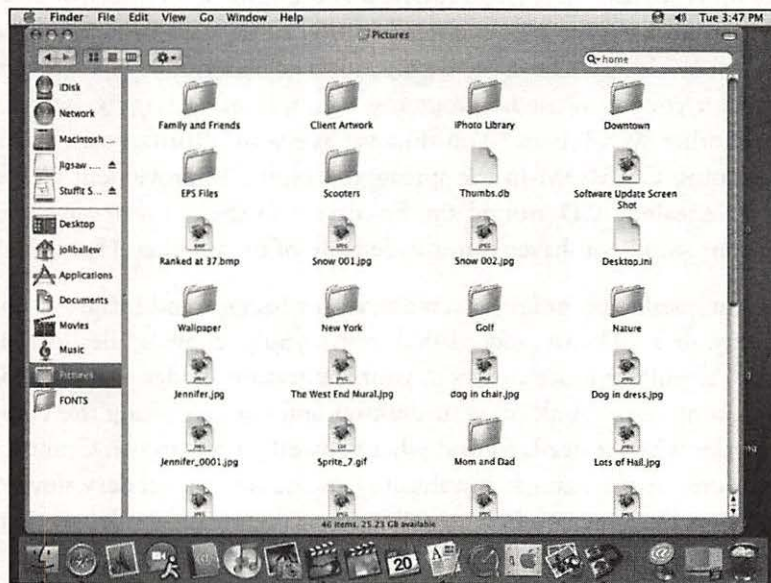 Finder File Edit View Go Window Help Tue 3:47 PM
Pictures
home
iDisk
Network
Macintosh
Jigsaw ....
StuffIt S...
Desktop
joliballew
Applications
Documents
Movies
Music
Pictures
FONTS
Family and Friends Client Artwork iPhoto Library Downtown
EPS Files Scooters Thumbs.db Software Update Screen
Shot
Ranked at 37.bmp Snow 001.jpg Snow 002.jpg Desktop.ini
Wallpaper New York Golf Nature
Jennifer.jpg The West End Mural.jpg dog in chair.jpg Dog in dress.jpg
Jennifer_0001.jpg Sprite_7.gif Mom and Dad Lots of Hail.jpg
46 items, 25.23 GB available
20